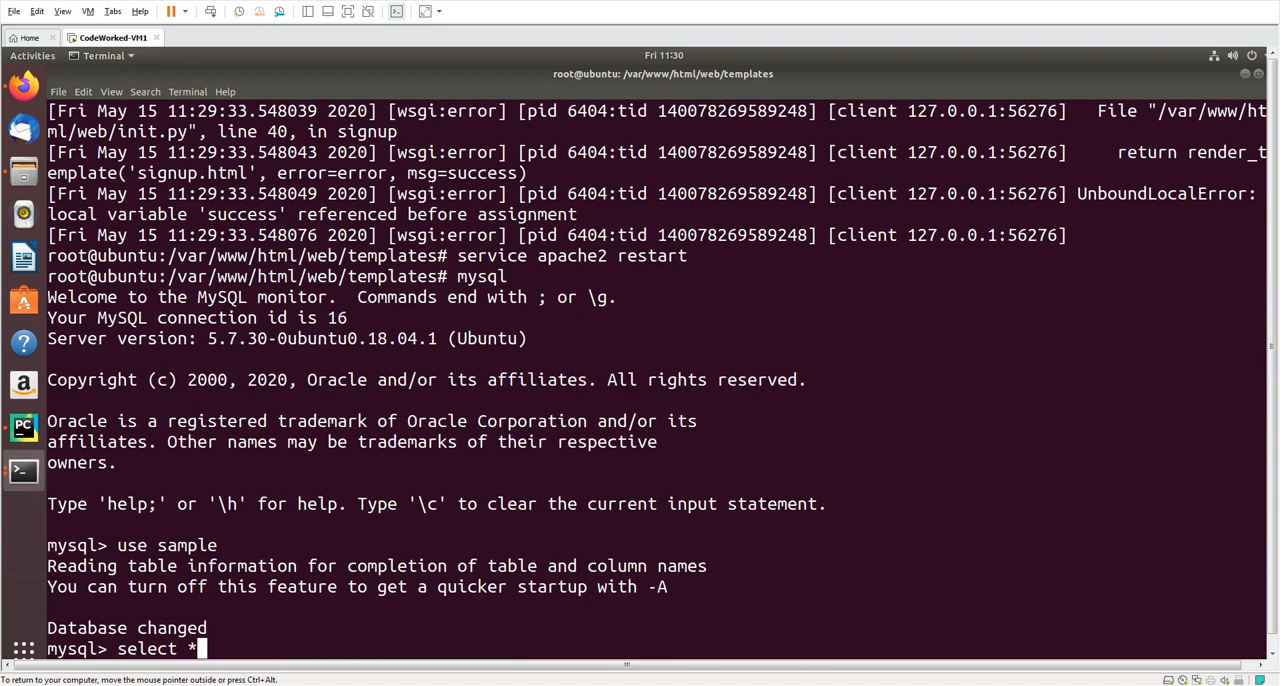 File Edit View VM Tabs Help
Home CodeWorked-VM1
Activities Terminal Fri 11:30
root@ubuntu: /var/www/html/web/templates
File Edit View Search Terminal Help
[Fri May 15 11:29:33.548039 2020] [wsgi:error] [pid 6404:tid 140078269589248] [client 127.0.0.1:56276]   File "/var/www/ht
ml/web/init.py", line 40, in signup
[Fri May 15 11:29:33.548043 2020] [wsgi:error] [pid 6404:tid 140078269589248] [client 127.0.0.1:56276]     return render_t
emplate('signup.html', error=error, msg=success)
[Fri May 15 11:29:33.548049 2020] [wsgi:error] [pid 6404:tid 140078269589248] [client 127.0.0.1:56276] UnboundLocalError:
local variable 'success' referenced before assignment
[Fri May 15 11:29:33.548076 2020] [wsgi:error] [pid 6404:tid 140078269589248] [client 127.0.0.1:56276]
root@ubuntu:/var/www/html/web/templates# service apache2 restart
root@ubuntu:/var/www/html/web/templates# mysql
Welcome to the MySQL monitor.  Commands end with ; or \g.
Your MySQL connection id is 16
Server version: 5.7.30-0ubuntu0.18.04.1 (Ubuntu)
Copyright (c) 2000, 2020, Oracle and/or its affiliates. All rights reserved.
Oracle is a registered trademark of Oracle Corporation and/or its
affiliates. Other names may be trademarks of their respective
owners.
Type 'help;' or '\h' for help. Type '\c' to clear the current input statement.
mysql> use sample
Reading table information for completion of table and column names
You can turn off this feature to get a quicker startup with -A
Database changed
mysql> select *
To return to your computer, move the mouse pointer outside or press Ctrl+Alt.